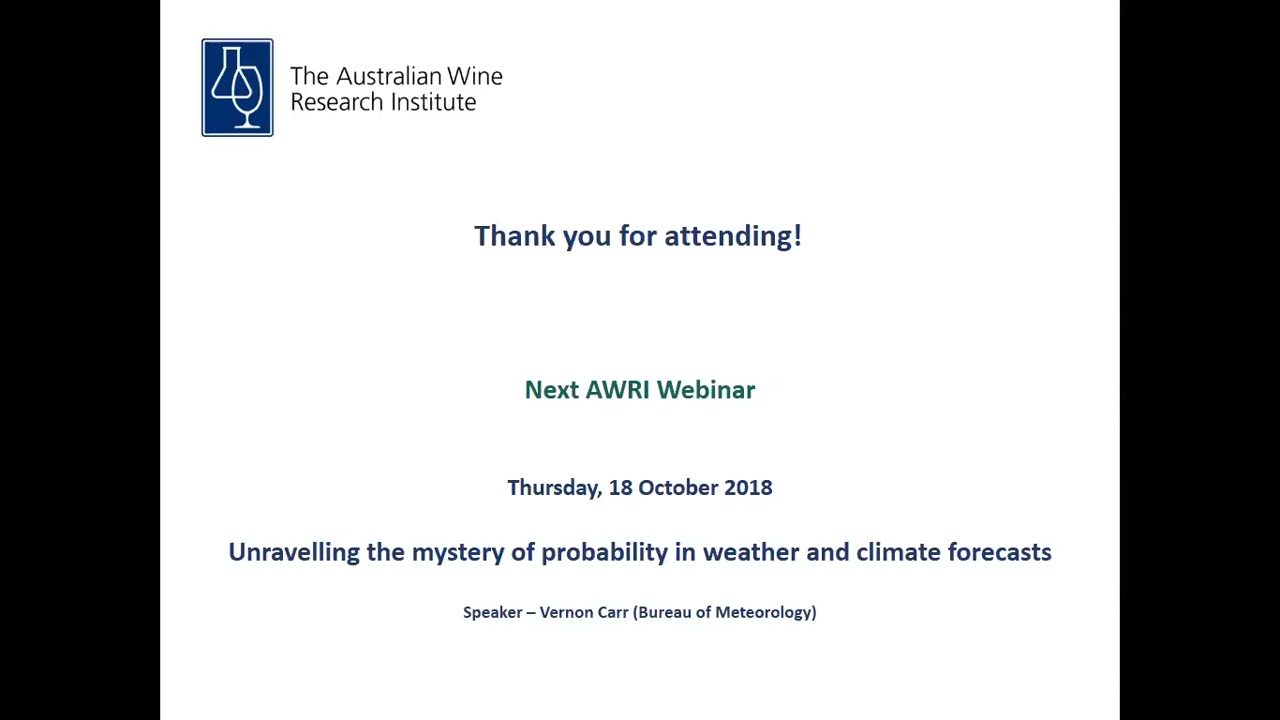 The Australian Wine
Research Institute
Thank you for attending!
Next AWRI Webinar
Thursday, 18 October 2018
Unravelling the mystery of probability in weather and climate forecasts
Speaker – Vernon Carr (Bureau of Meteorology)